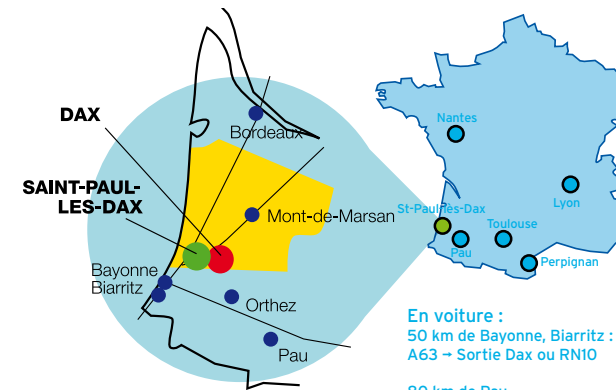 DAX
Bordeaux
SAINT-PAUL-
LES-DAX
Mont-de-Marsan
Bayonne
Biarritz
Orthez
Pau
Nantes
Lyon
St-Paul-lès-Dax
Toulouse
Pau
Perpignan
En voiture :
50 km de Bayonne, Biarritz :
A63 → Sortie Dax ou RN10